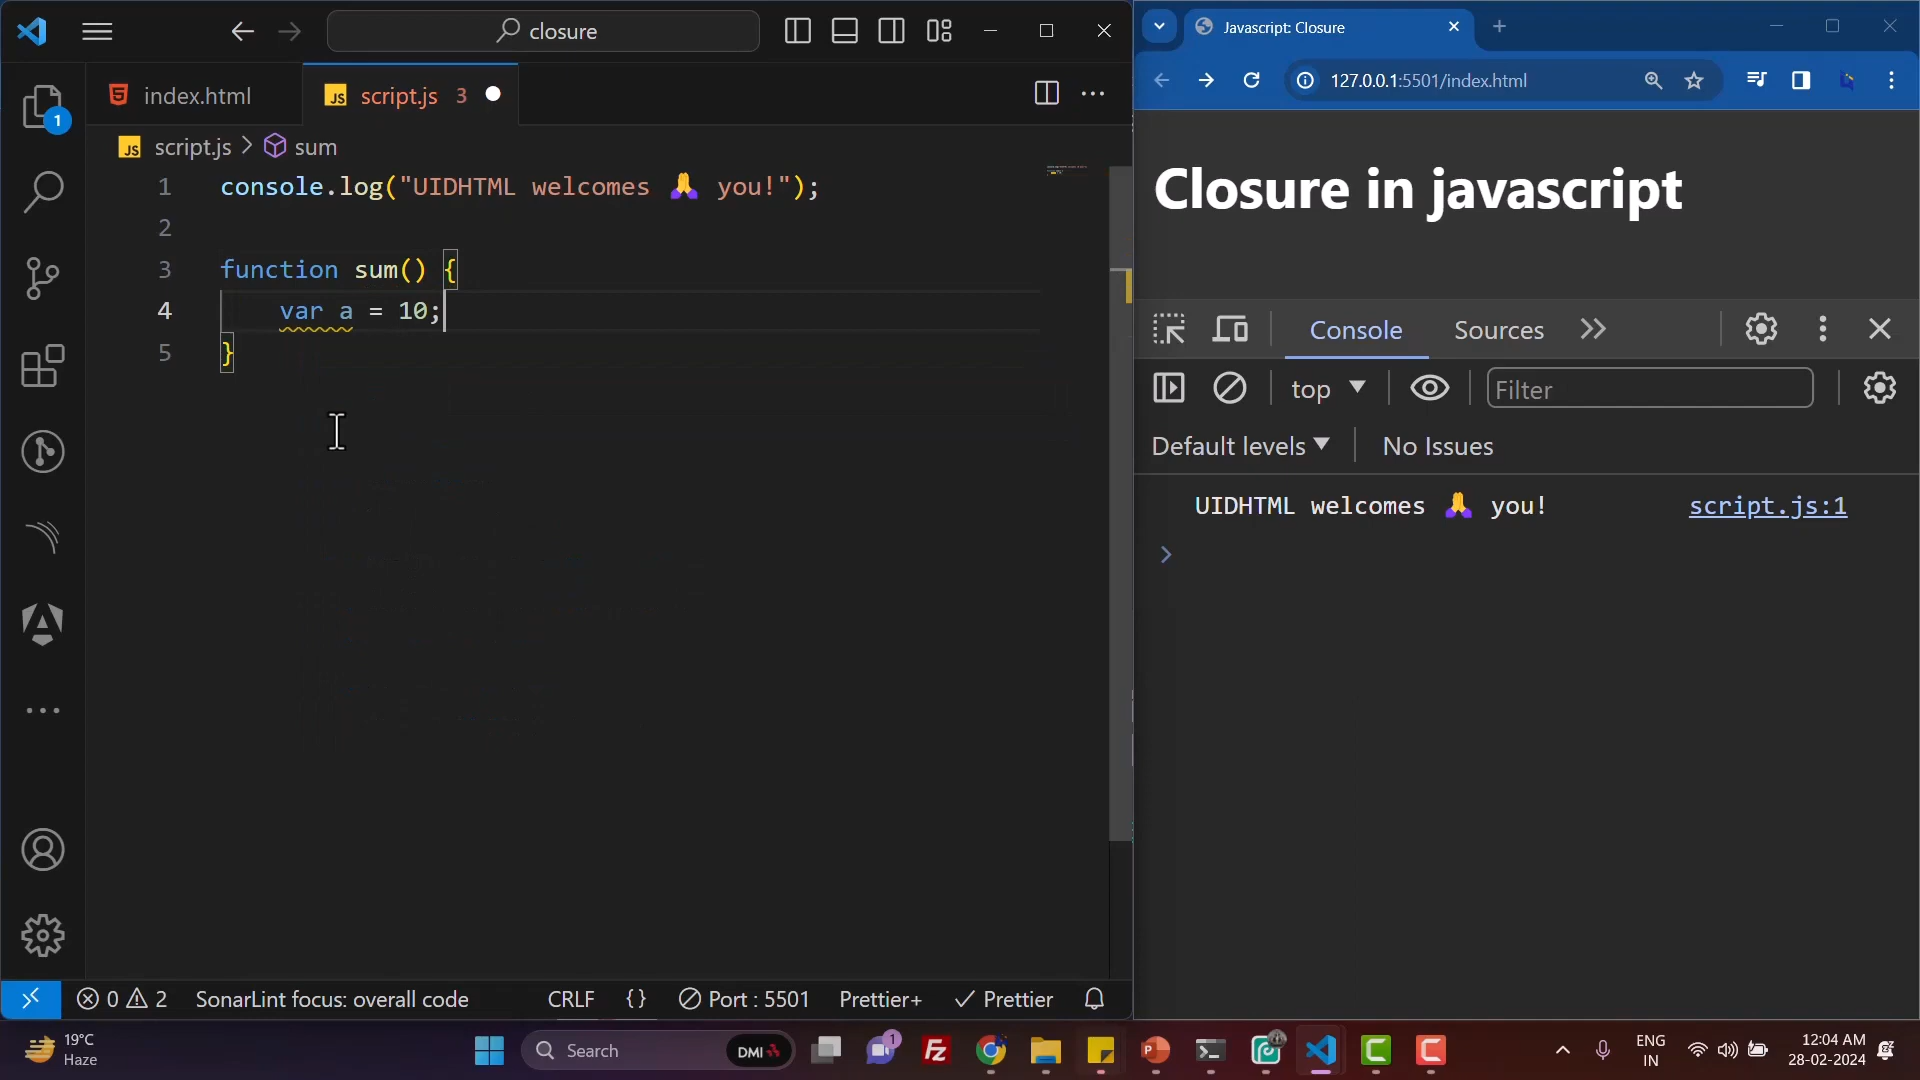 closure
index.html
script.js 3
script.js > sum
1 console.log("UIDHTML welcomes 🙏 you!");
2
3 function sum() {
4 var a = 10;
5 }
1
0 2 SonarLint focus: overall code CRLF {} Port : 5501 Prettier+ Prettier
Javascript: Closure
127.0.0.1:5501/index.html
Closure in javascript
Console Sources
top Filter
Default levels No Issues
UIDHTML welcomes 🙏 you! script.js:1
19°C
Haze
Search
DMI
1
ENG
IN
12:04 AM
28-02-2024